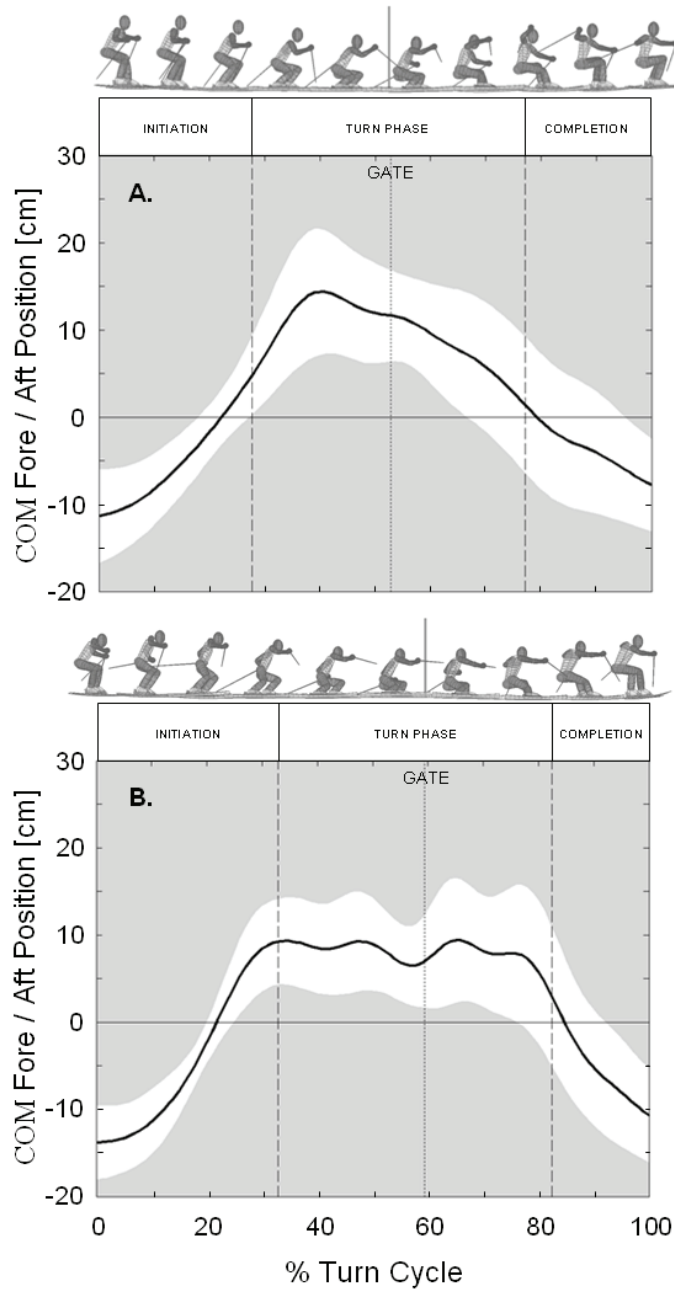 INITIATION TURN PHASE COMPLETION
30
GATE
A.
20
10
0
-10
-20
COM Fore / Aft Position [cm]
INITIATION TURN PHASE COMPLETION
30
GATE
B.
20
10
0
-10
-20
COM Fore / Aft Position [cm]
0 20 40 60 80 100
% Turn Cycle